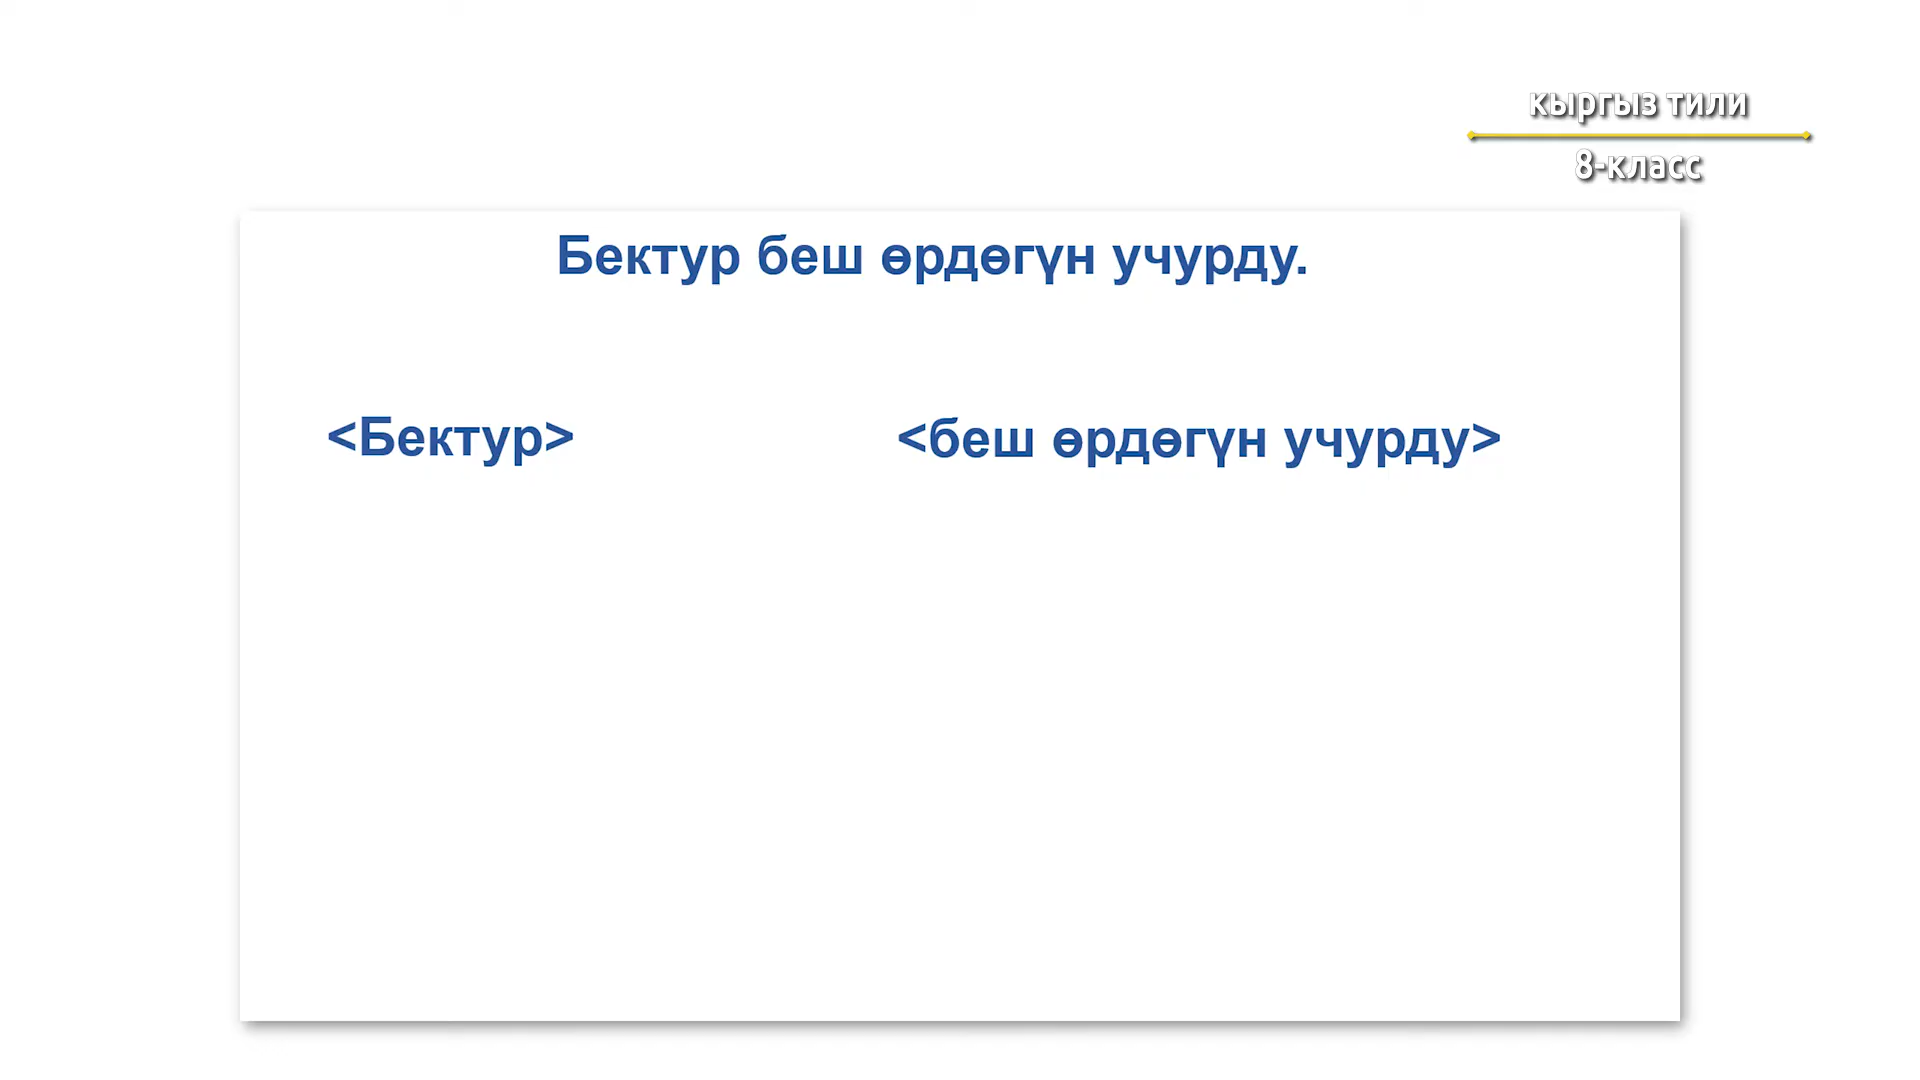 кыргыз тили
8-класс
Бектур беш өрдөгүн учурду.
<Бектур> <беш өрдөгүн учурду>